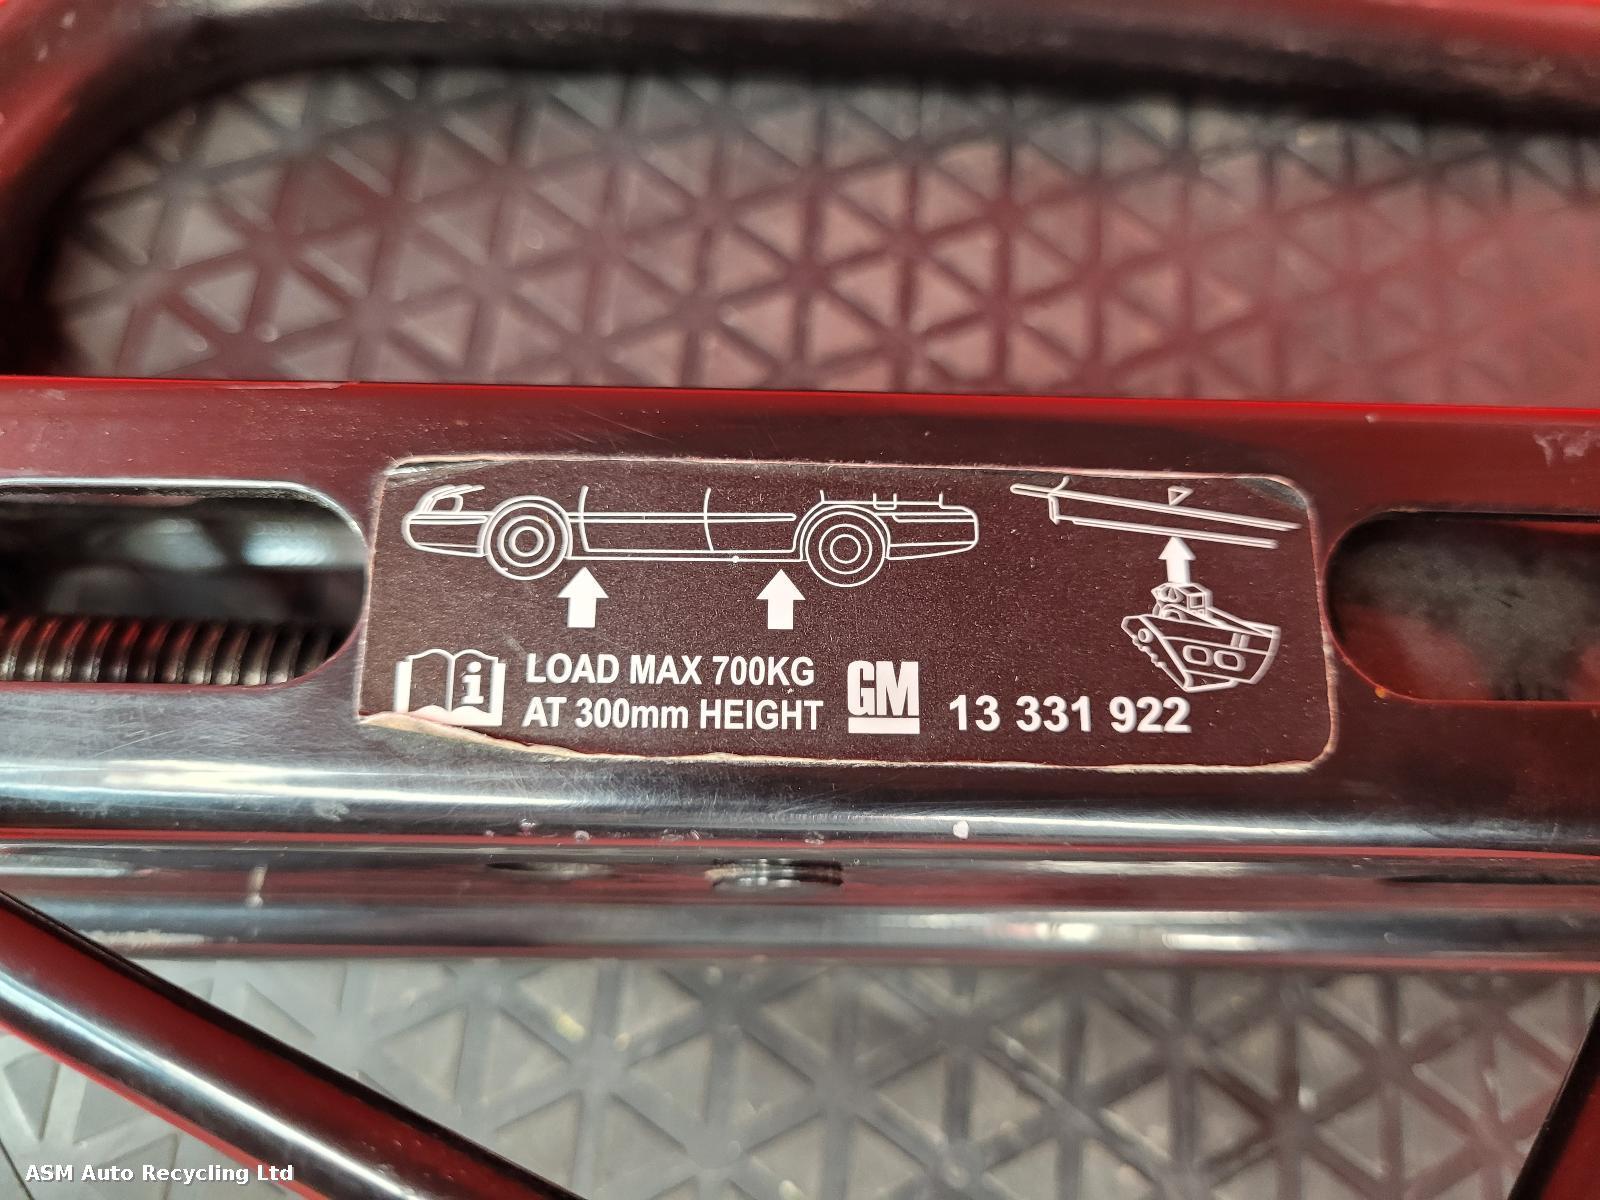 LOAD MAX 700KG
AT 300mm HEIGHT
GM
13 331 922
ASM Auto Recycling Ltd